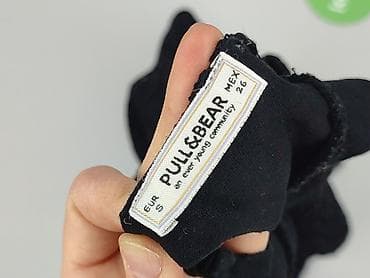 EUR
S
PULL&BEAR
an ever young community
MEX
26